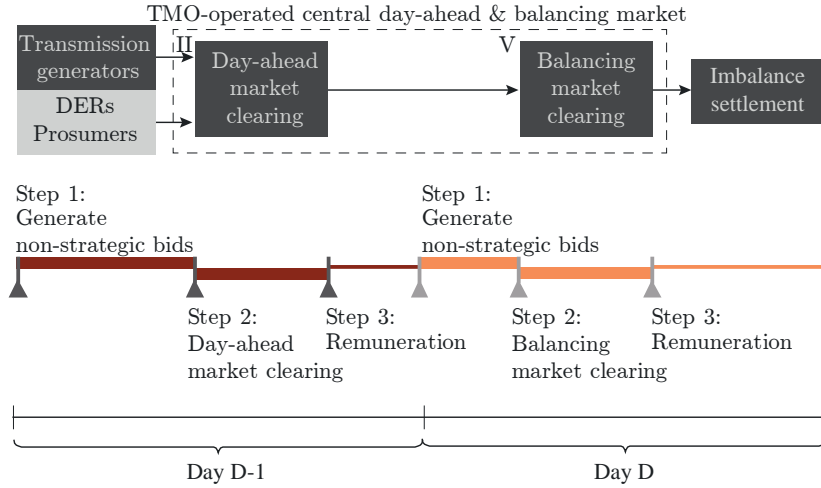 TMO-operated central day-ahead & balancing market
Transmission
generators
DERs
Prosumers
II
Day-ahead
market
clearing
V
Balancing
market
clearing
Imbalance
settlement
Step 1:
Generate
non-strategic bids
Step 1:
Generate
non-strategic bids
Step 2:
Day-ahead
market clearing
Step 3:
Remuneration
Step 2:
Balancing
market clearing
Step 3:
Remuneration
Day D-1
Day D